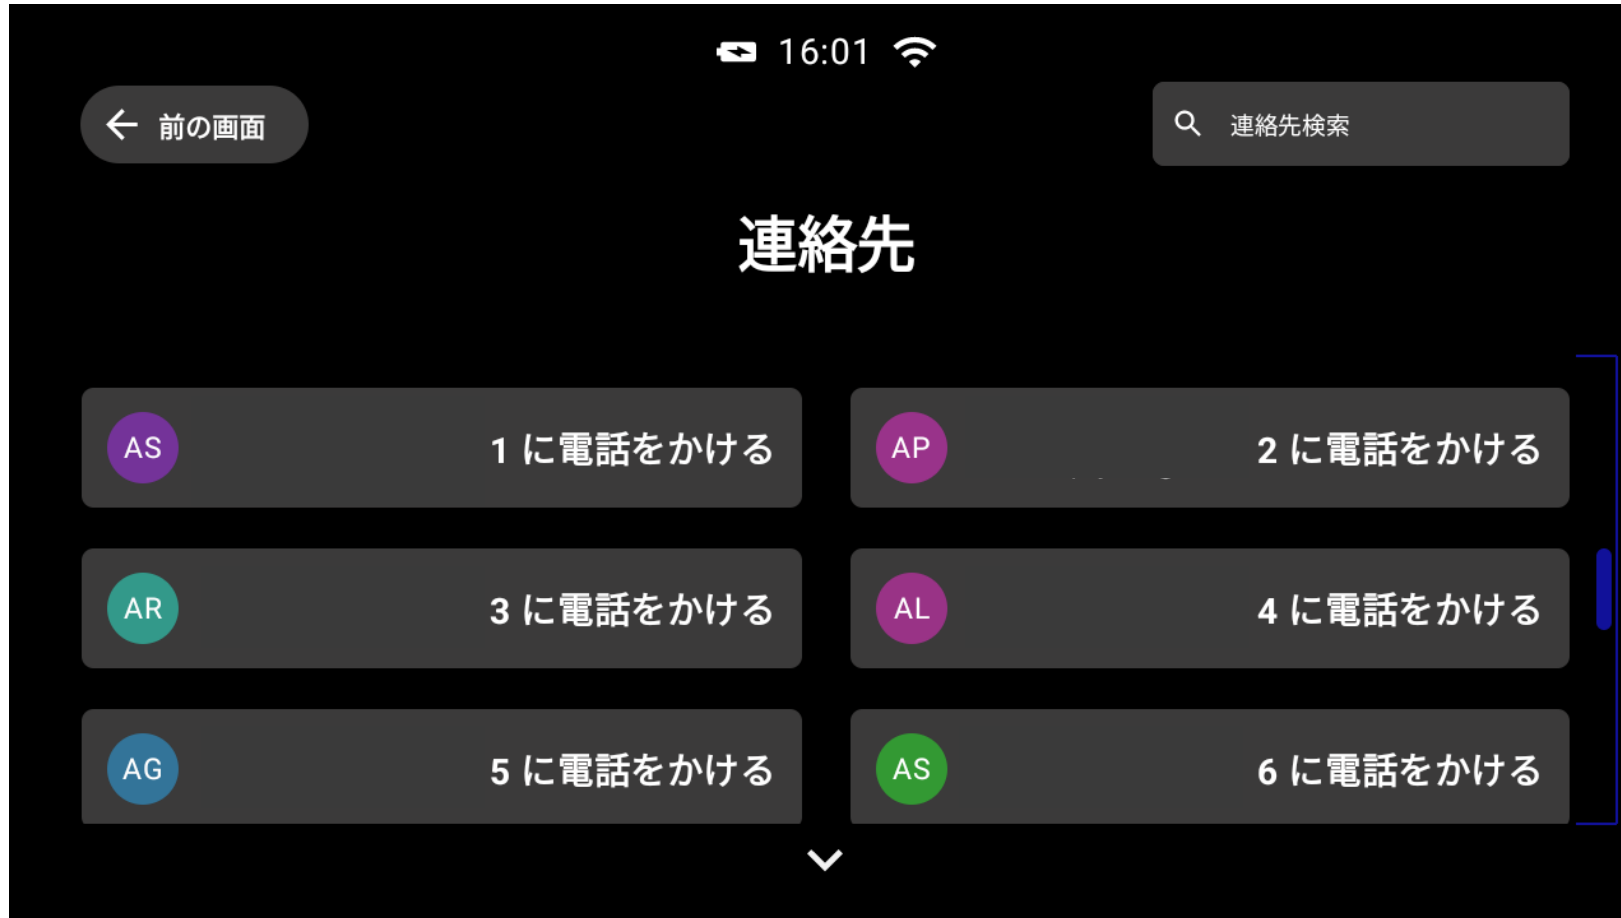 16:01
前の画面
連絡先検索
連絡先
AS 1 に電話をかける
AP 2 に電話をかける
AR 3 に電話をかける
AL 4 に電話をかける
AG 5 に電話をかける
AS 6 に電話をかける